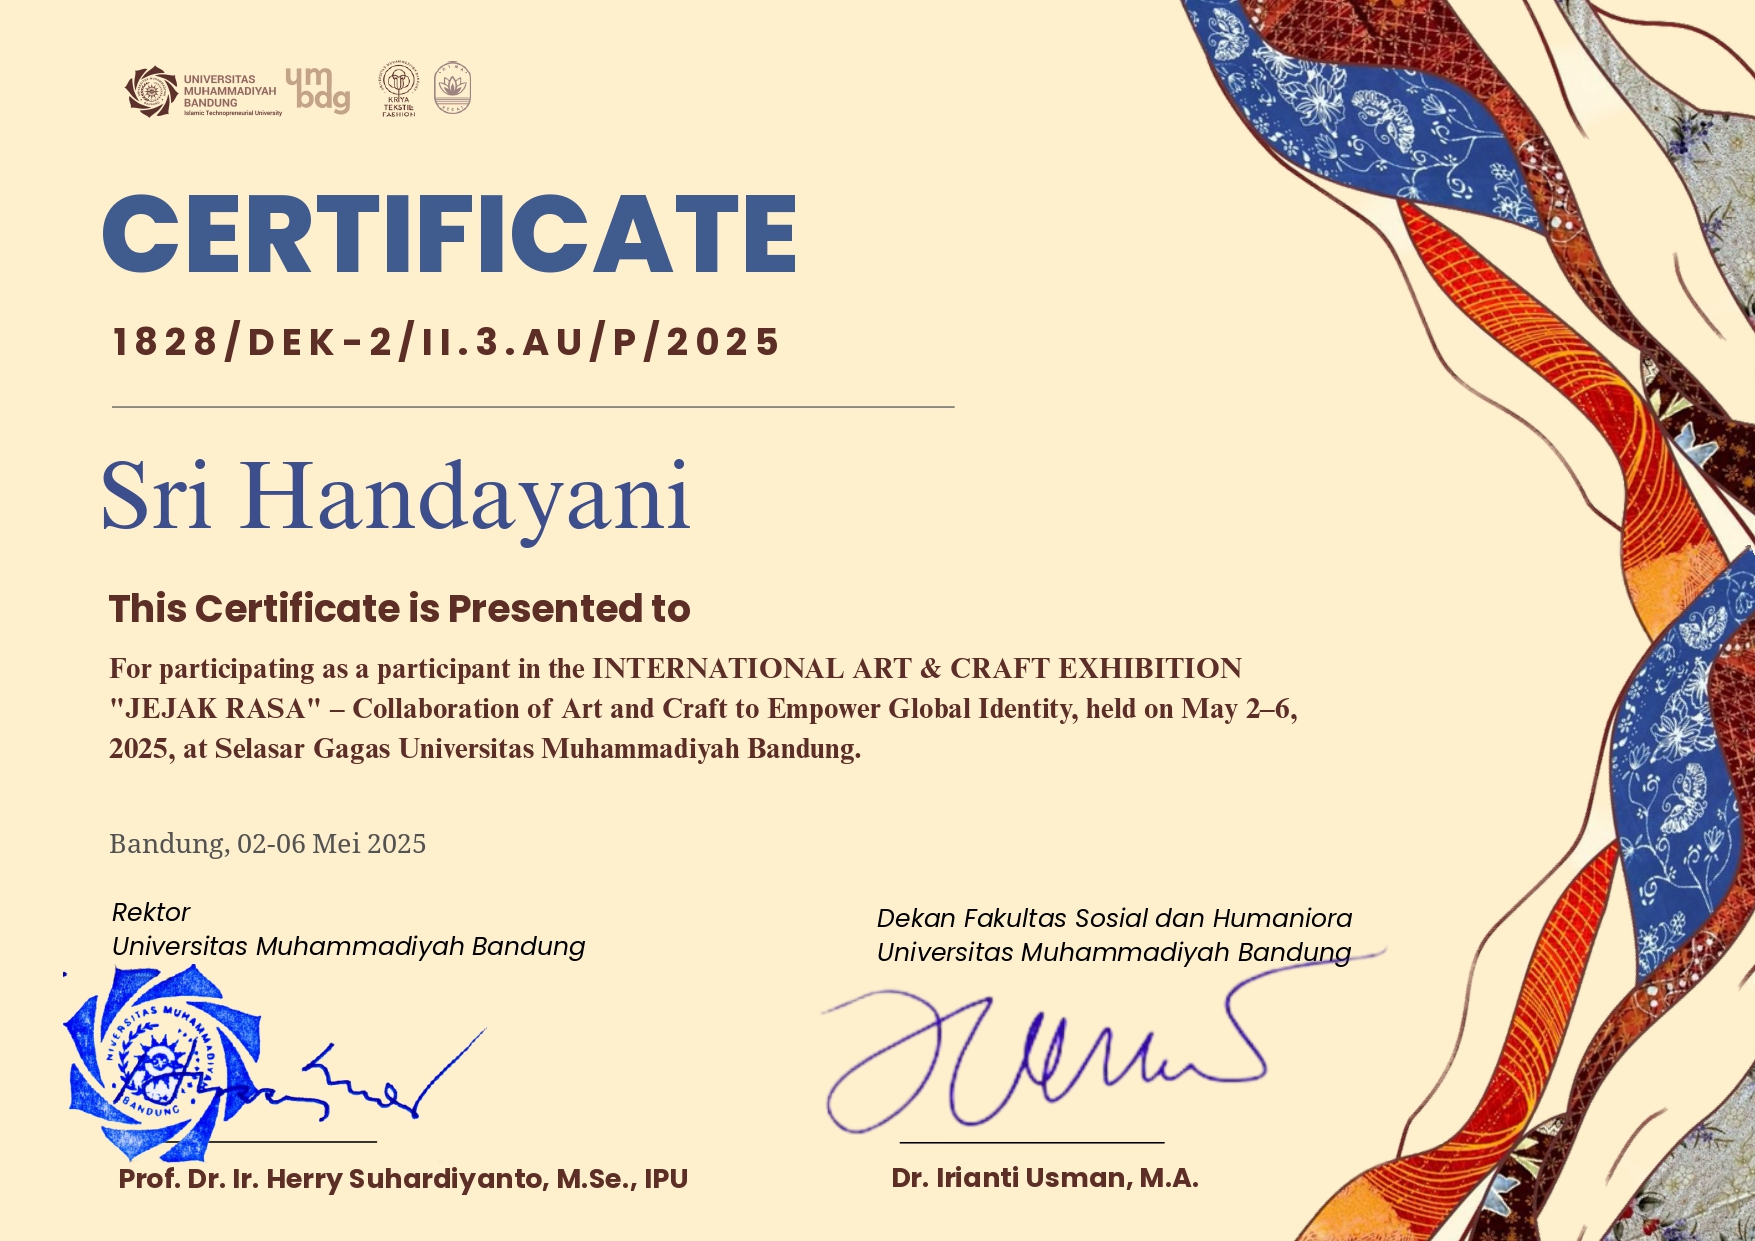 UNIVERSITAS
MUHAMMADIYAH
BANDUNG
Islamic Technopreneurial University
um
bdg
KRIYA
TEKSTIL
FASHION
CERTIFICATE
1828/DEK-2/II.3.AU/P/2025
Sri Handayani
This Certificate is Presented to
For participating as a participant in the INTERNATIONAL ART & CRAFT EXHIBITION
"JEJAK RASA" – Collaboration of Art and Craft to Empower Global Identity, held on May 2–6,
2025, at Selasar Gagas Universitas Muhammadiyah Bandung.
Bandung, 02-06 Mei 2025
Rektor
Universitas Muhammadiyah Bandung
NIVERSITAS MUHAMMADIYA
BANDUNG
Prof. Dr. Ir. Herry Suhardiyanto, M.Se., IPU
Dekan Fakultas Sosial dan Humaniora
Universitas Muhammadiyah Bandung
Dr. Irianti Usman, M.A.